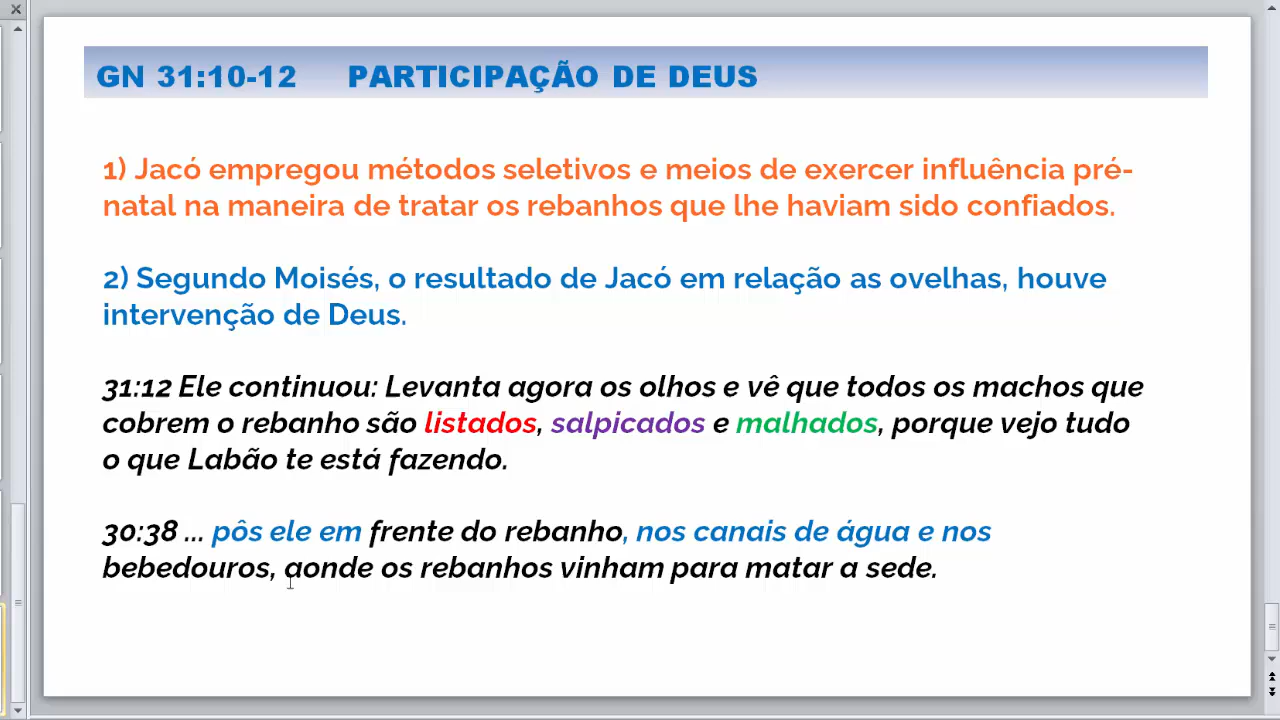 GN 31:10-12 PARTICIPAÇÃO DE DEUS
1) Jacó empregou métodos seletivos e meios de exercer influência pré-
natal na maneira de tratar os rebanhos que lhe haviam sido confiados.
2) Segundo Moisés, o resultado de Jacó em relação as ovelhas, houve
intervenção de Deus.
31:12 Ele continuou: Levanta agora os olhos e vê que todos os machos que
cobrem o rebanho são listados, salpicados e malhados, porque vejo tudo
o que Labão te está fazendo.
30:38 ... pôs ele em frente do rebanho, nos canais de água e nos
bebedouros, aonde os rebanhos vinham para matar a sede.